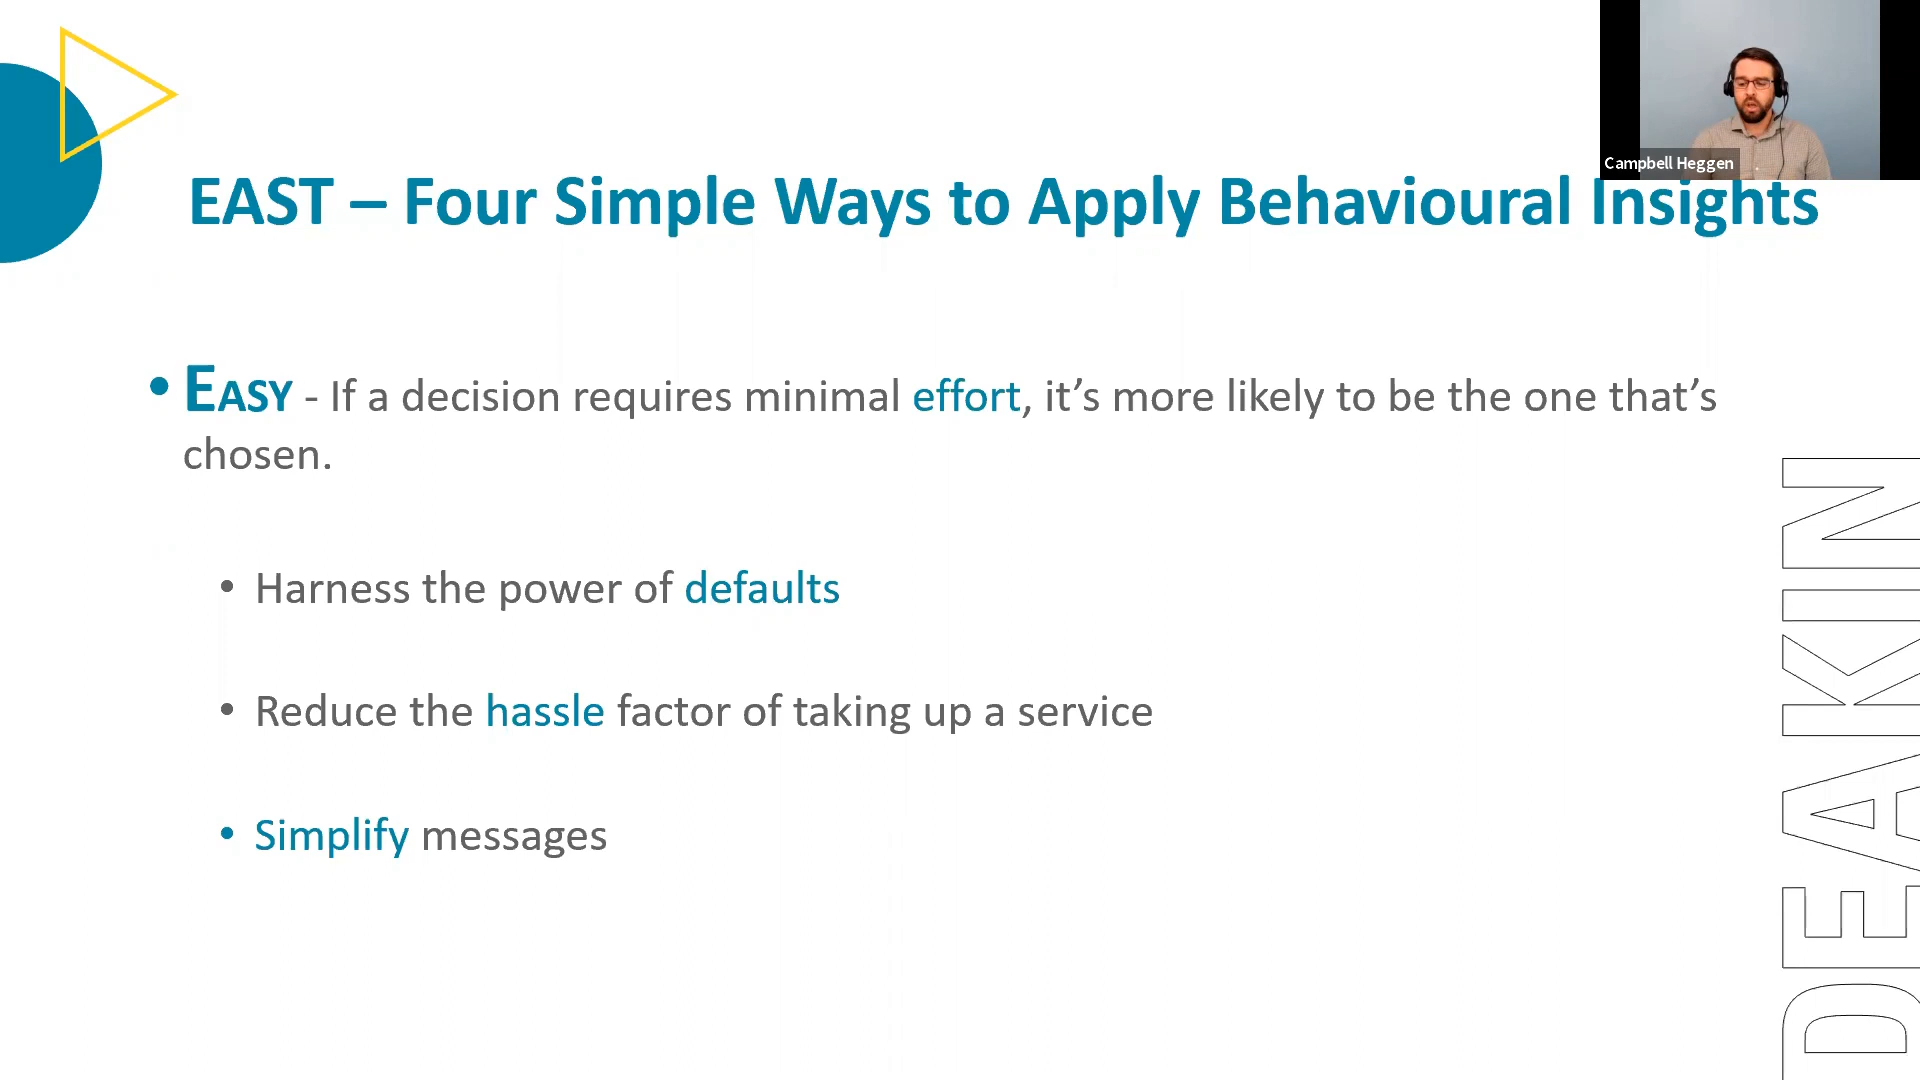 Campbell Heggen
EAST – Four Simple Ways to Apply Behavioural Insights
• EASY - If a decision requires minimal effort, it’s more likely to be the one that’s
chosen.
• Harness the power of defaults
• Reduce the hassle factor of taking up a service
• Simplify messages
DEAKIN